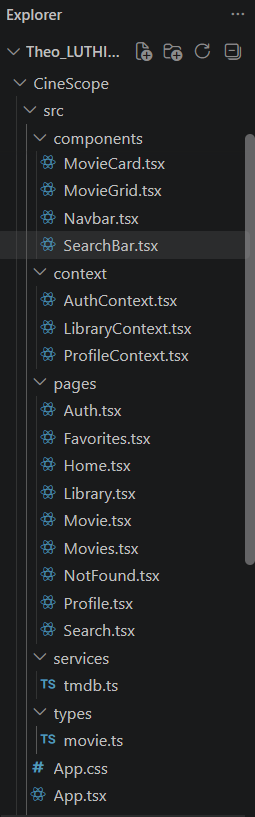 Explorer
Theo_LUTHI...
CineScope
src
components
MovieCard.tsx
MovieGrid.tsx
Navbar.tsx
SearchBar.tsx
context
AuthContext.tsx
LibraryContext.tsx
ProfileContext.tsx
pages
Auth.tsx
Favorites.tsx
Home.tsx
Library.tsx
Movie.tsx
Movies.tsx
NotFound.tsx
Profile.tsx
Search.tsx
services
TS tmdb.ts
types
TS movie.ts
# App.css
App.tsx